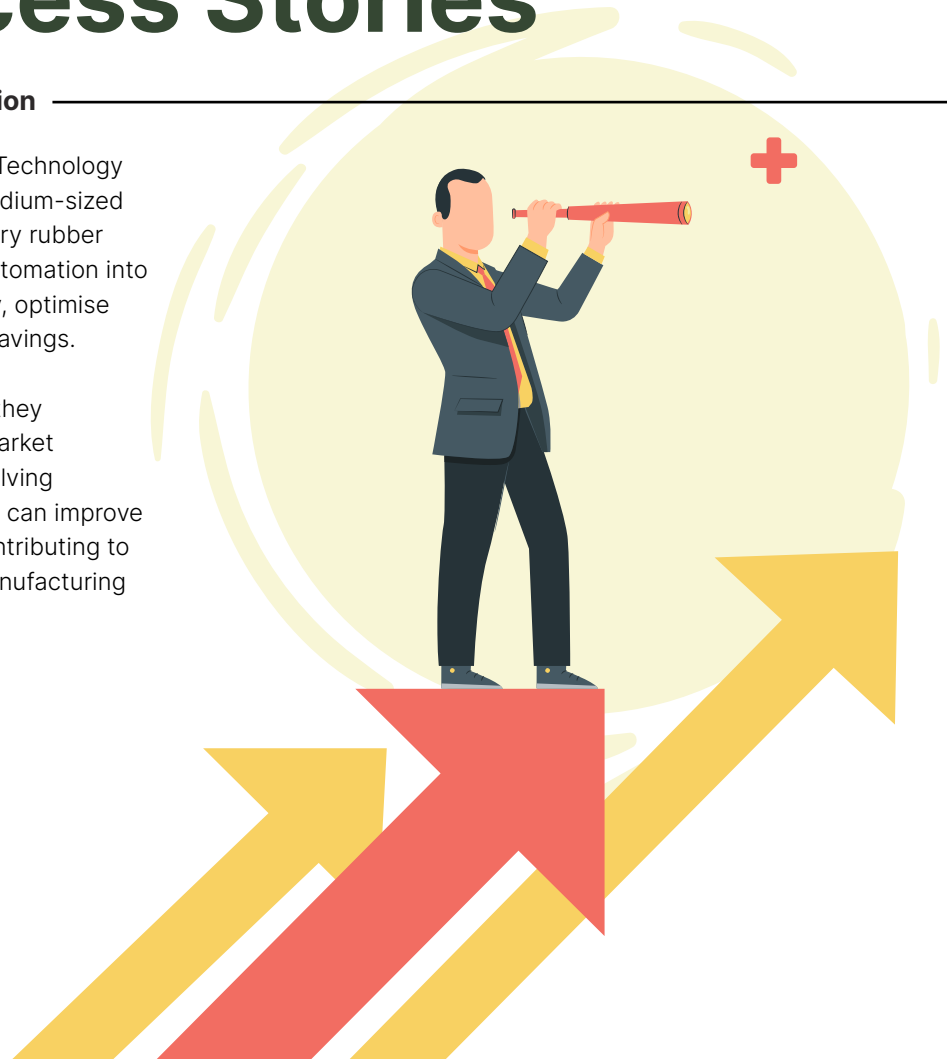 cess Stories
ion
Technology
dium-sized
ry rubber
tomation into
, optimise
avings.
they
arket
lving
can improve
ntributing to
nufacturing